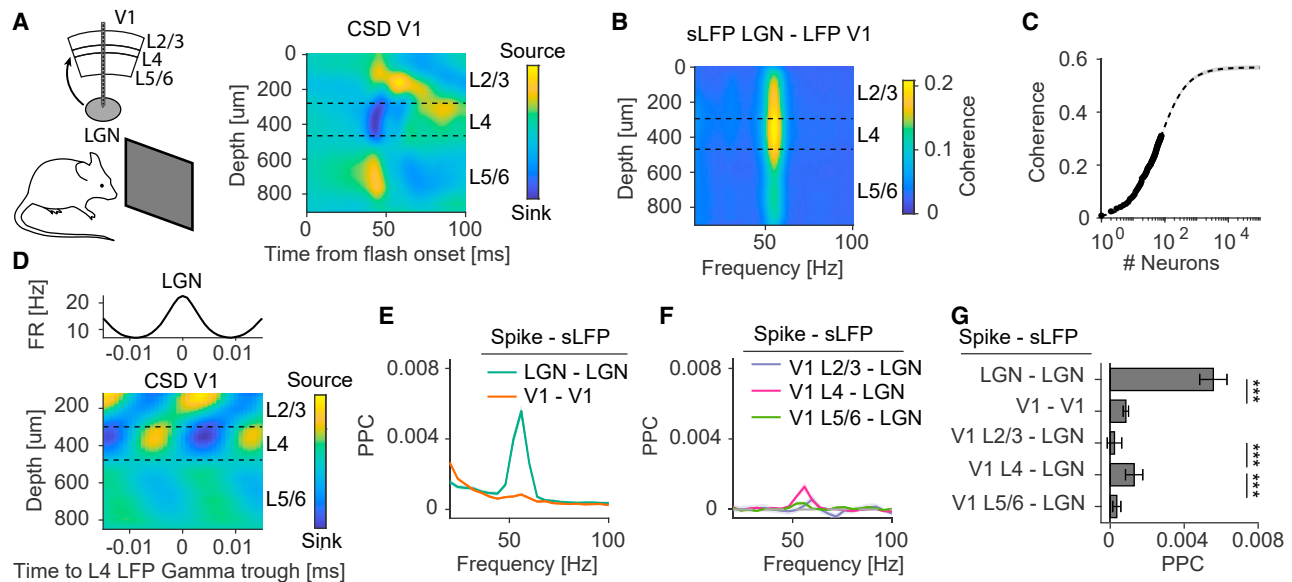 A
V1
L2/3
L4
L5/6
LGN
CSD V1
Source
0
200
400
600
800
Depth [um]
L2/3
L4
L5/6
0
50
100
Sink
Time from flash onset [ms]
B
sLFP LGN - LFP V1
0
200
400
600
800
Depth [um]
L2/3
L4
L5/6
50
100
Frequency [Hz]
0.2
0.1
0
Coherence
C
0.6
0.4
0.2
0
Coherence
10^0
10^2
10^4
# Neurons
D
LGN
20
10
FR [Hz]
-0.01
0
0.01
CSD V1
Source
200
400
600
800
Depth [um]
L2/3
L4
L5/6
-0.01
0
0.01
Sink
Time to L4 LFP Gamma trough [ms]
E
Spike - sLFP
LGN - LGN
V1 - V1
0.008
0.004
0
PPC
50
100
Frequency [Hz]
F
Spike - sLFP
V1 L2/3 - LGN
V1 L4 - LGN
V1 L5/6 - LGN
0.008
0.004
0
PPC
50
100
Frequency [Hz]
G
Spike - sLFP
LGN - LGN
V1 - V1
V1 L2/3 - LGN
V1 L4 - LGN
V1 L5/6 - LGN
***
***
***
0
0.004
0.008
PPC